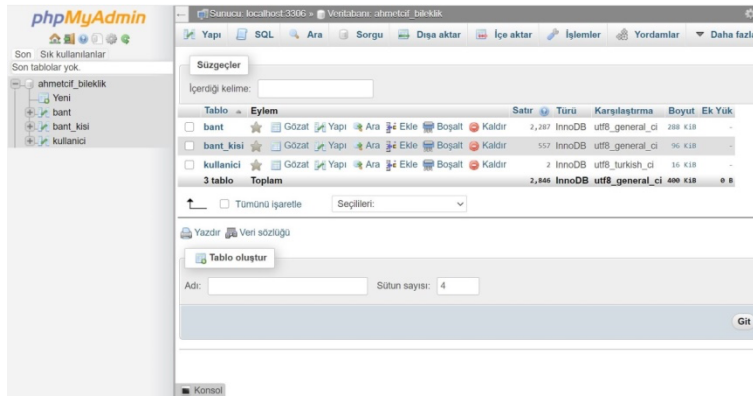 phpMyAdmin
Son Sık kullanılanlar
Son tablolar yok.
ahmetcif_bileklik
Yeni
bant
bant_kisi
kullanici
Sunucu: localhost:3306 » Veritabanı: ahmetcif_bileklik
Yapı SQL Ara Sorgu Dışa aktar İçe aktar İşlemler Yordamlar Daha fazla
Süzgeçler
İçerdiği kelime:
Tablo Eylem Satır Türü Karşılaştırma Boyut Ek Yük
bant Gözat Yapı Ara Ekle Boşalt Kaldır 2,287 InnoDB utf8_general_ci 288 KiB -
bant_kisi Gözat Yapı Ara Ekle Boşalt Kaldır 557 InnoDB utf8_general_ci 96 KiB -
kullanici Gözat Yapı Ara Ekle Boşalt Kaldır 2 InnoDB utf8_turkish_ci 16 KiB -
3 tablo Toplam 2,846 InnoDB utf8_general_ci 400 KiB 0 B
Tümünü işaretle Seçilileri:
Yazdır Veri sözlüğü
Tablo oluştur
Adı: Sütun sayısı: 4
Git
Konsol